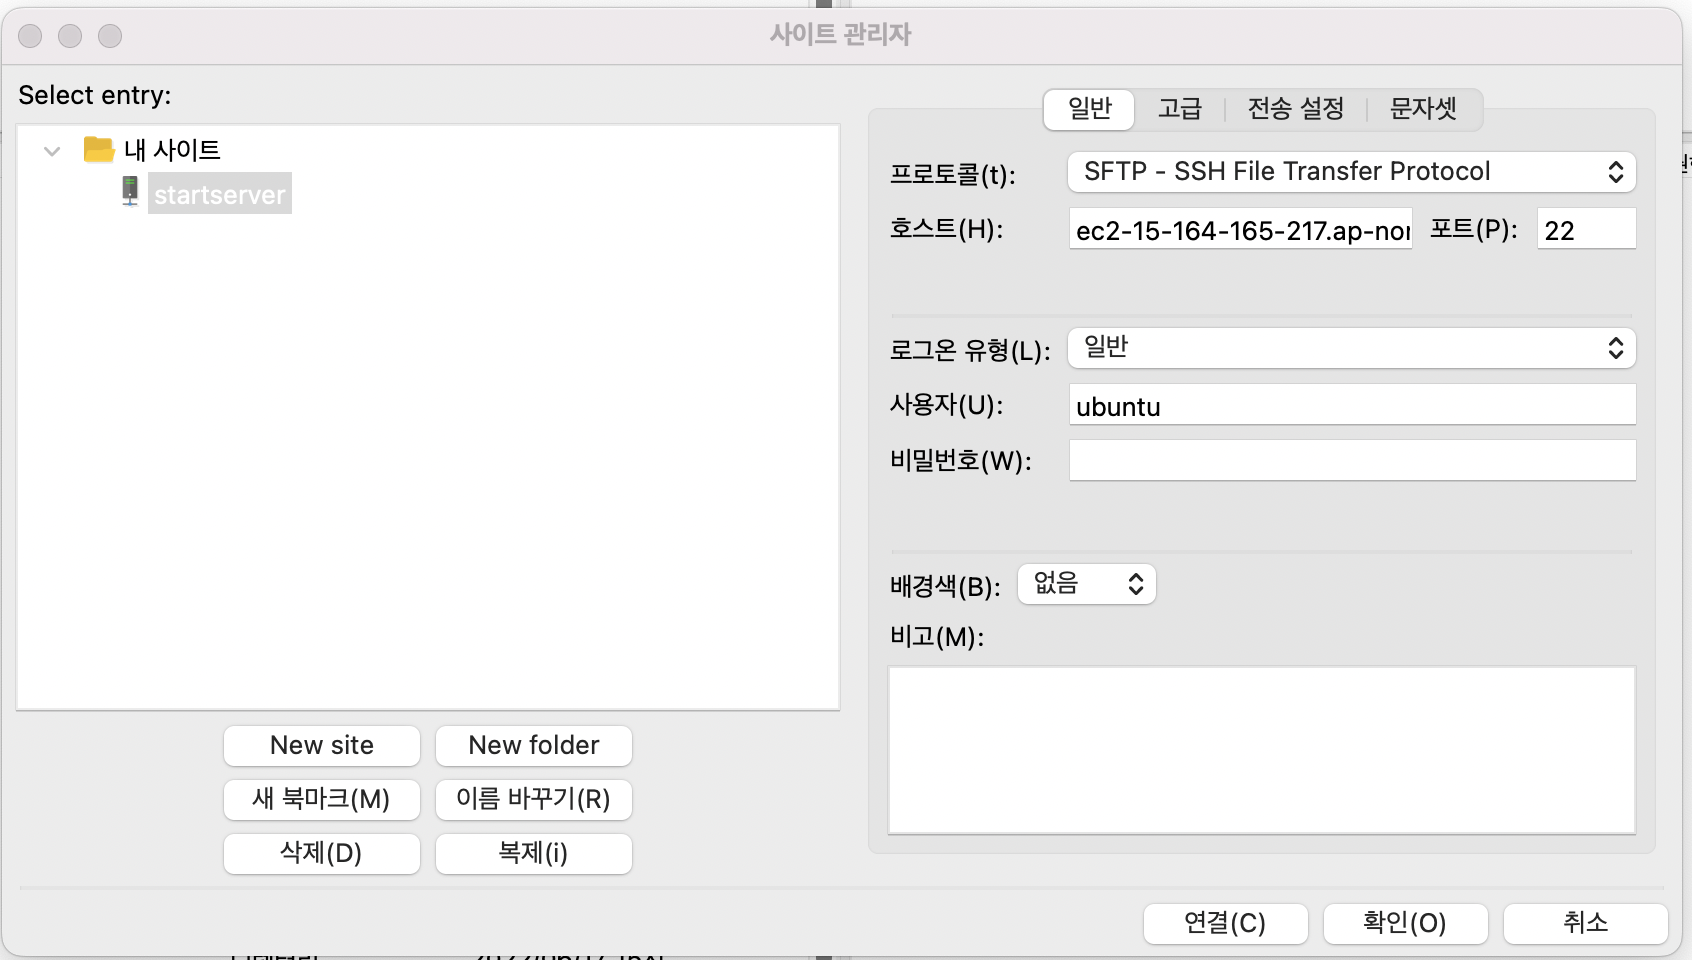 사이트 관리자
Select entry:
내 사이트
startserver
New site
New folder
새 북마크(M)
이름 바꾸기(R)
삭제(D)
복제(i)
일반
고급
전송 설정
문자셋
프로토콜(t):
SFTP - SSH File Transfer Protocol
호스트(H):
ec2-15-164-165-217.ap-nor
포트(P):
22
로그온 유형(L):
일반
사용자(U):
ubuntu
비밀번호(W):
배경색(B):
없음
비고(M):
연결(C)
확인(O)
취소